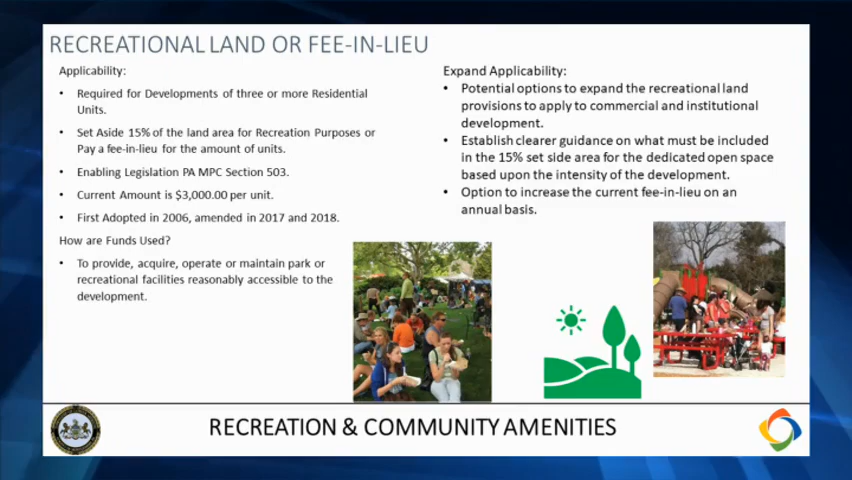 RECREATIONAL LAND OR FEE-IN-LIEU
Applicability:
• Required for Developments of three or more Residential
Units.
• Set Aside 15% of the land area for Recreation Purposes or
Pay a fee-in-lieu for the amount of units.
• Enabling Legislation PA MPC Section 503.
• Current Amount is $3,000.00 per unit.
• First Adopted in 2006, amended in 2017 and 2018.
How are Funds Used?
• To provide, acquire, operate or maintain park or
recreational facilities reasonably accessible to the
development.
Expand Applicability:
• Potential options to expand the recreational land
provisions to apply to commercial and institutional
development.
• Establish clearer guidance on what must be included
in the 15% set side area for the dedicated open space
based upon the intensity of the development.
• Option to increase the current fee-in-lieu on an
annual basis.
RECREATION & COMMUNITY AMENITIES